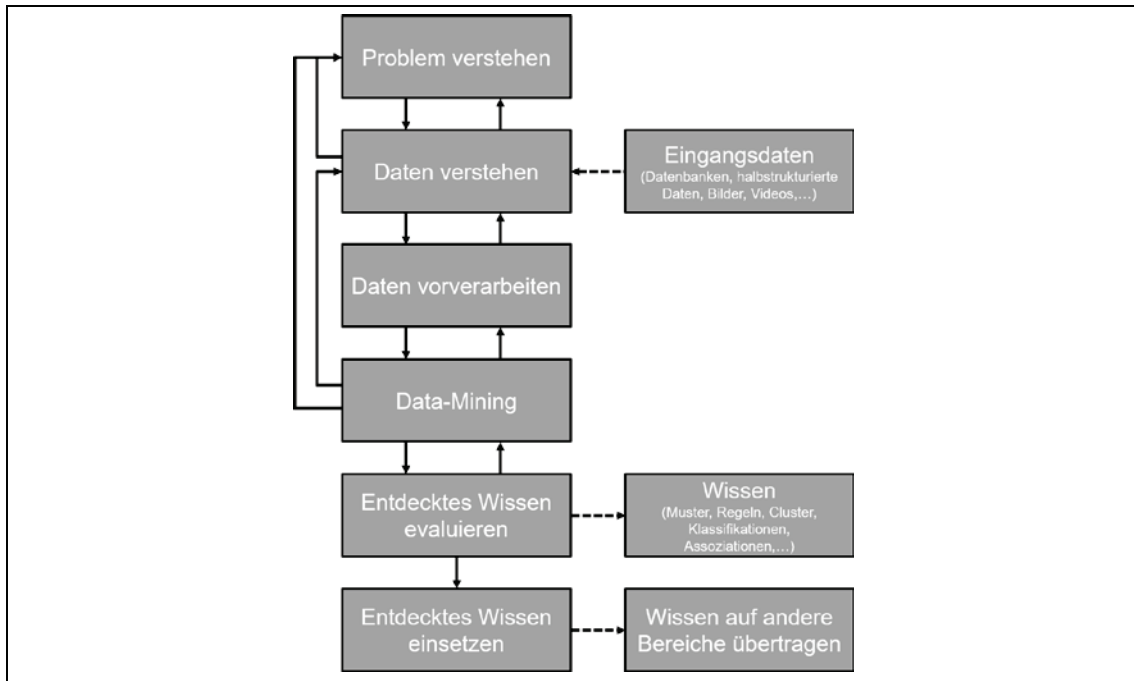 Problem verstehen
Daten verstehen
Eingangsdaten
(Datenbanken, halbstrukturierte
Daten, Bilder, Videos,...)
Daten vorverarbeiten
Data-Mining
Entdecktes Wissen
evaluieren
Wissen
(Muster, Regeln, Cluster,
Klassifikationen,
Assoziationen,...)
Entdecktes Wissen
einsetzen
Wissen auf andere
Bereiche übertragen